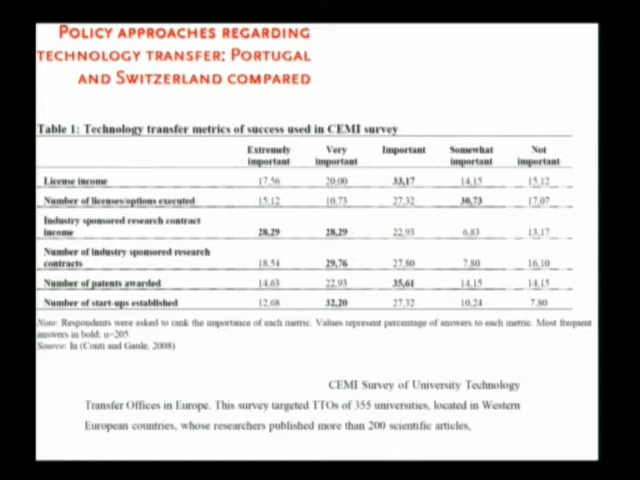 POLICY APPROACHES REGARDING
TECHNOLOGY TRANSFER: PORTUGAL
AND SWITZERLAND COMPARED
Table 1: Technology transfer metrics of success used in CEMI survey
Extremely important Very important Important Somewhat important Not important
License income 17,56 20,00 33,17 14,15 15,12
Number of licenses/options executed 15,12 10,73 27,32 30,73 17,07
Industry sponsored research contract
income 28,29 28,29 22,93 6,83 13,17
Number of industry sponsored research
contracts 18,54 29,76 27,80 7,80 16,10
Number of patents awarded 14,63 22,93 35,61 14,15 14,15
Number of start-ups established 12,68 32,20 27,32 10,24 7,80
Note: Respondents were asked to rank the importance of each metric. Values represent percentage of answers to each metric. Most frequent
answers in bold; n=205.
Source: In (Conti and Gaule, 2008)
CEMI Survey of University Technology
Transfer Offices in Europe. This survey targeted TTOs of 355 universities, located in Western
European countries, whose researchers published more than 200 scientific articles,